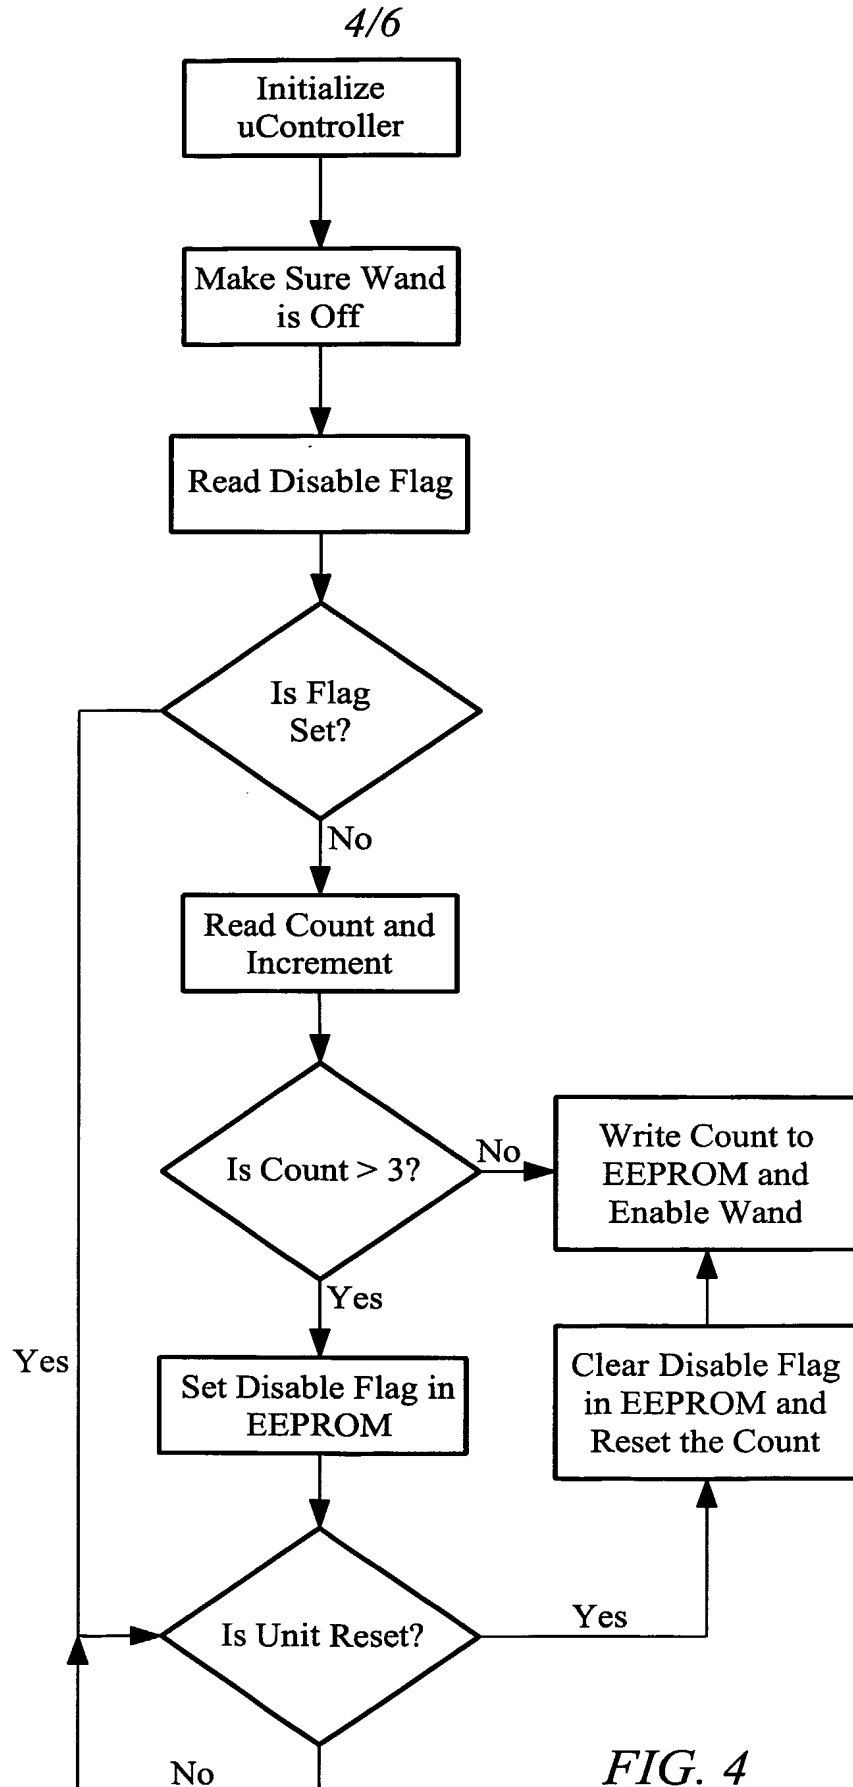 4/6
Initialize
uController
Make Sure Wand
is Off
Read Disable Flag
Is Flag
Set?
No
Read Count and
Increment
Is Count > 3?
No
Write Count to
EEPROM and
Enable Wand
Yes
Yes
Set Disable Flag in
EEPROM
Clear Disable Flag
in EEPROM and
Reset the Count
Is Unit Reset?
Yes
No
FIG. 4